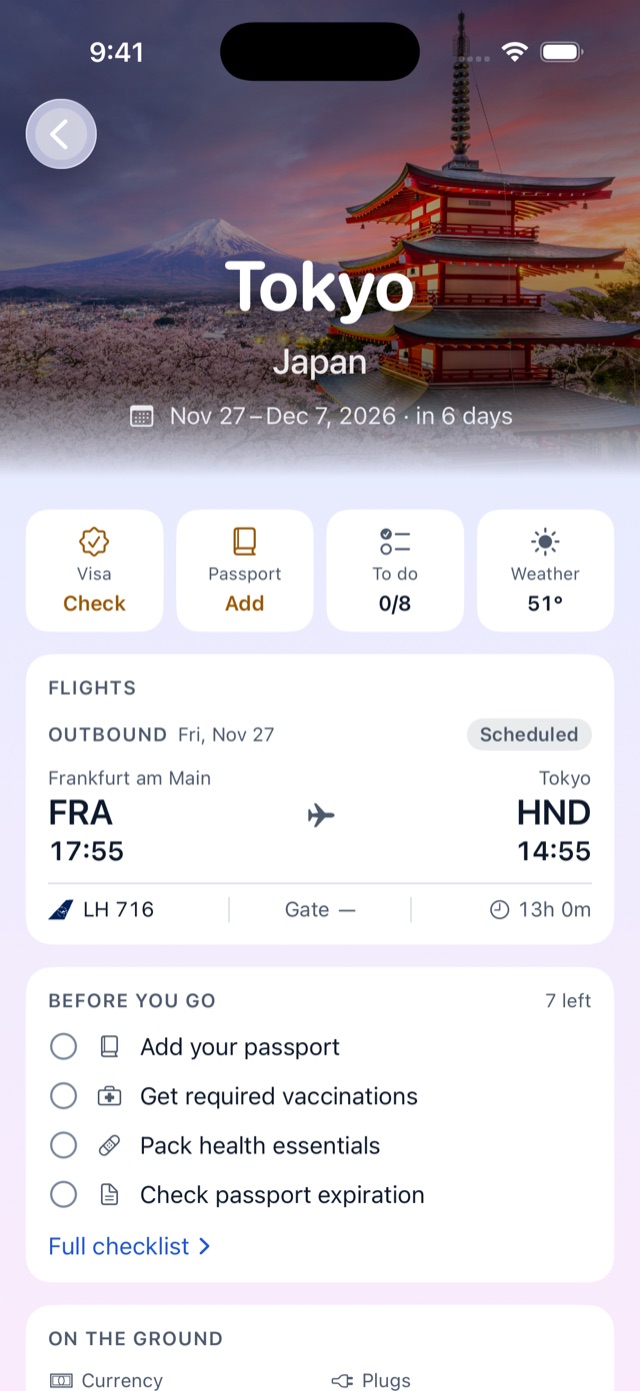 9:41
Tokyo
Japan
Nov 27 – Dec 7, 2026 · in 6 days
Visa
Check
Passport
Add
To do
0/8
Weather
51°
FLIGHTS
OUTBOUND Fri, Nov 27
Scheduled
Frankfurt am Main
Tokyo
FRA
HND
17:55
14:55
LH 716
Gate —
13h 0m
BEFORE YOU GO
7 left
Add your passport
Get required vaccinations
Pack health essentials
Check passport expiration
Full checklist
ON THE GROUND
Currency
Plugs